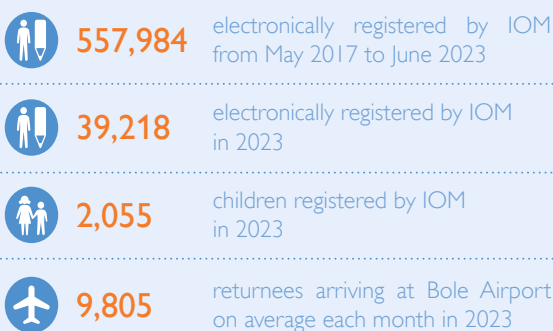 557,984
electronically registered by IOM
from May 2017 to June 2023
39,218
electronically registered by IOM
in 2023
2,055
children registered by IOM
in 2023
9,805
returnees arriving at Bole Airport
on average each month in 2023